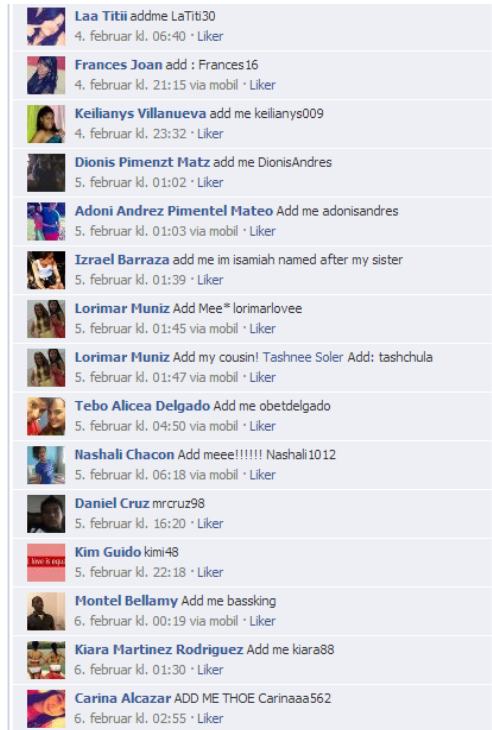 Laa Titii addme LaTiti30
4. februar kl. 06:40 · Liker
Frances Joan add : Frances16
4. februar kl. 21:15 via mobil · Liker
Keilianys Villanueva add me keilianys009
4. februar kl. 23:32 · Liker
Dionis Pimenzt Matz add me DionisAndres
5. februar kl. 01:02 · Liker
Adoni Andrez Pimentel Mateo Add me adonisandres
5. februar kl. 01:03 via mobil · Liker
Izrael Barraza add me im isamiah named after my sister
5. februar kl. 01:39 · Liker
Lorimar Muniz Add Mee* lorimarlovee
5. februar kl. 01:45 via mobil · Liker
Lorimar Muniz Add my cousin! Tashnee Soler Add: tashchula
5. februar kl. 01:47 via mobil · Liker
Tebo Alicea Delgado Add me obetdelgado
5. februar kl. 04:50 via mobil · Liker
Nashali Chacon Add meee!!!!!! Nashali1012
5. februar kl. 06:18 via mobil · Liker
Daniel Cruz mrcruz98
5. februar kl. 16:20 · Liker
love is equa
Kim Guido kimi48
5. februar kl. 22:18 · Liker
Montel Bellamy Add me bassking
6. februar kl. 00:19 via mobil · Liker
Kiara Martinez Rodriguez Add me kiara88
6. februar kl. 01:30 · Liker
Carina Alcazar ADD ME THOE Carinaaa562
6. februar kl. 02:55 · Liker